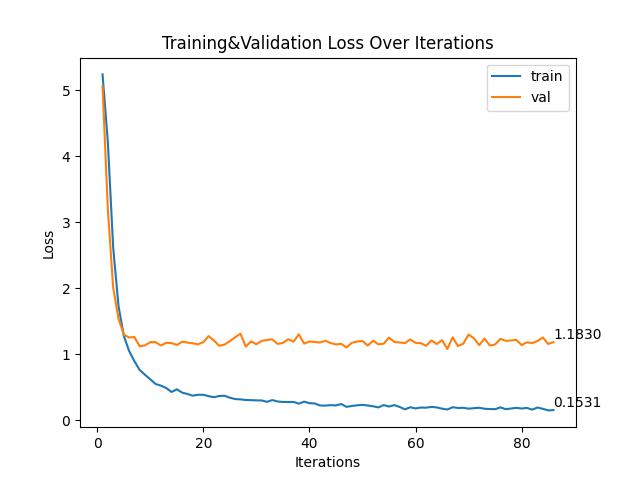 Training&Validation Loss Over Iterations
train
val
5
4
3
2
1
0
Loss
1.1830
0.1531
0
20
40
60
80
Iterations